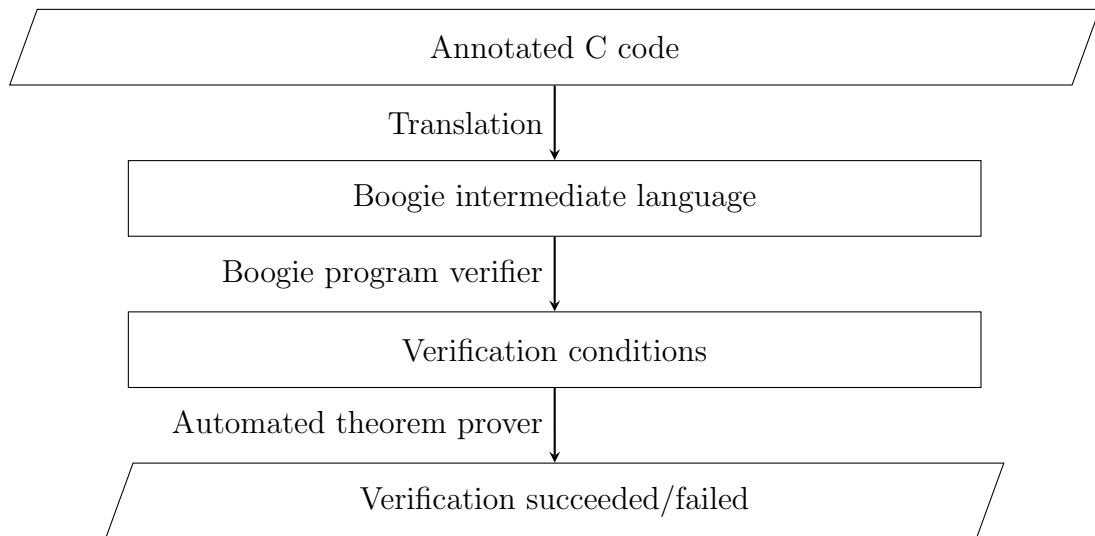 Annotated C code
Translation
Boogie intermediate language
Boogie program verifier
Verification conditions
Automated theorem prover
Verification succeeded/failed